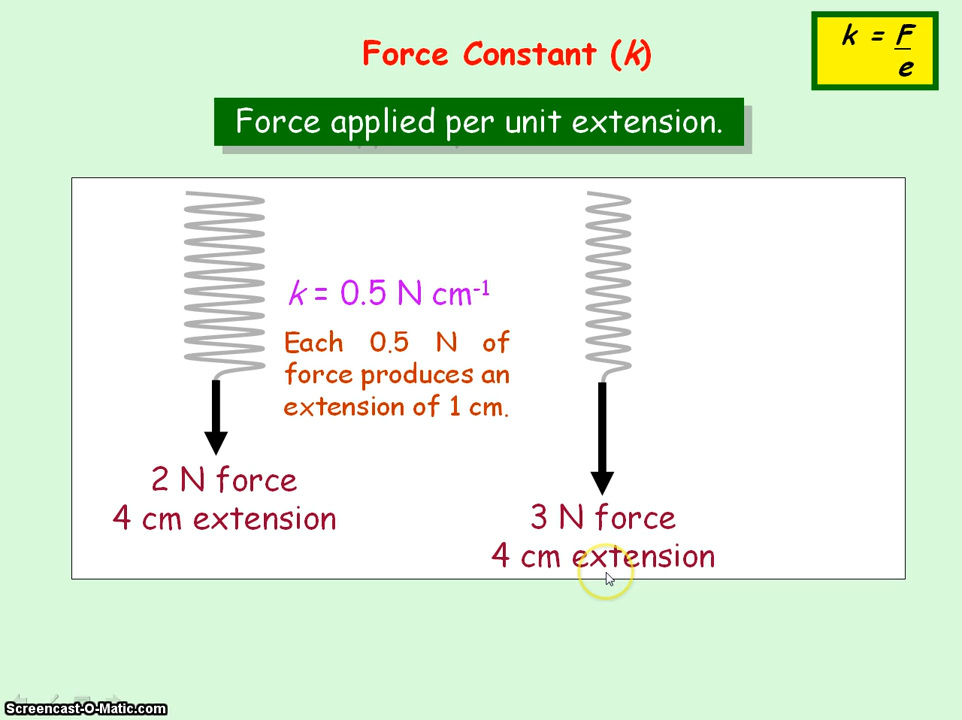 Force Constant (k)
k = F
e
Force applied per unit extension.
k = 0.5 N cm⁻¹
Each 0.5 N of
force produces an
extension of 1 cm.
2 N force
4 cm extension
3 N force
4 cm extension
Screencast-O-Matic.com